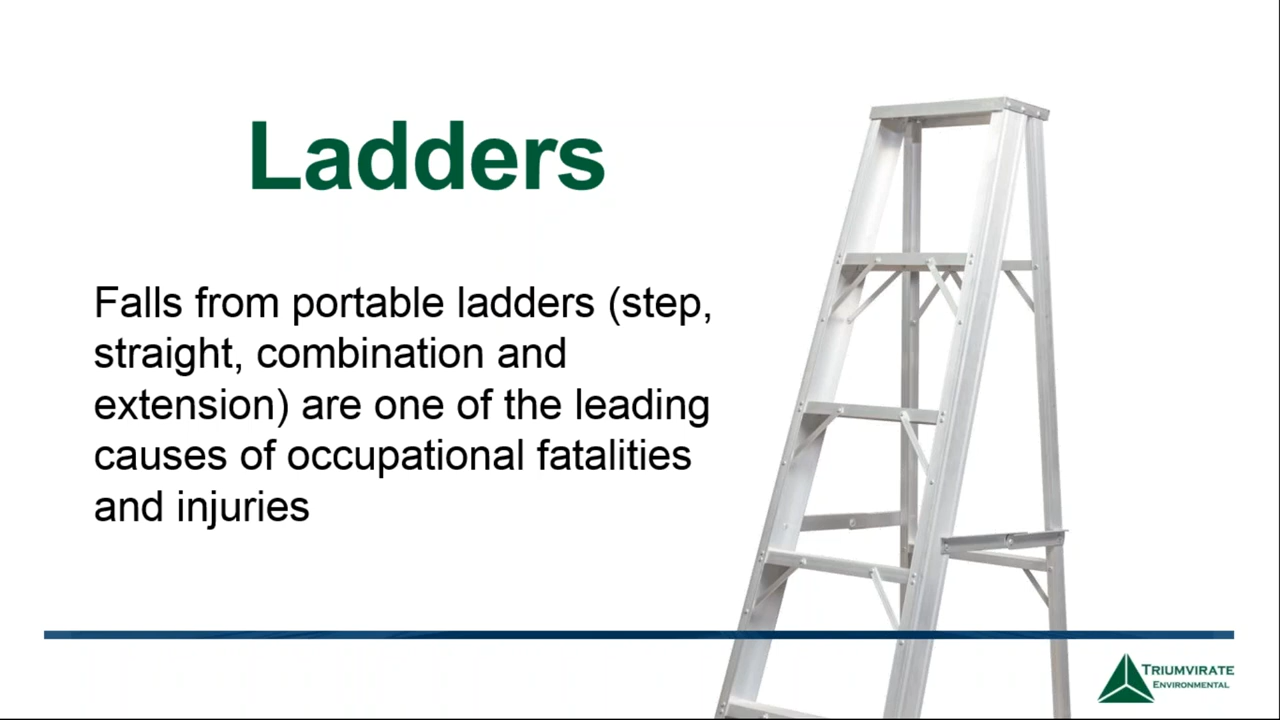 Ladders
Falls from portable ladders (step,
straight, combination and
extension) are one of the leading
causes of occupational fatalities
and injuries
TRIUMVIRATE
ENVIRONMENTAL